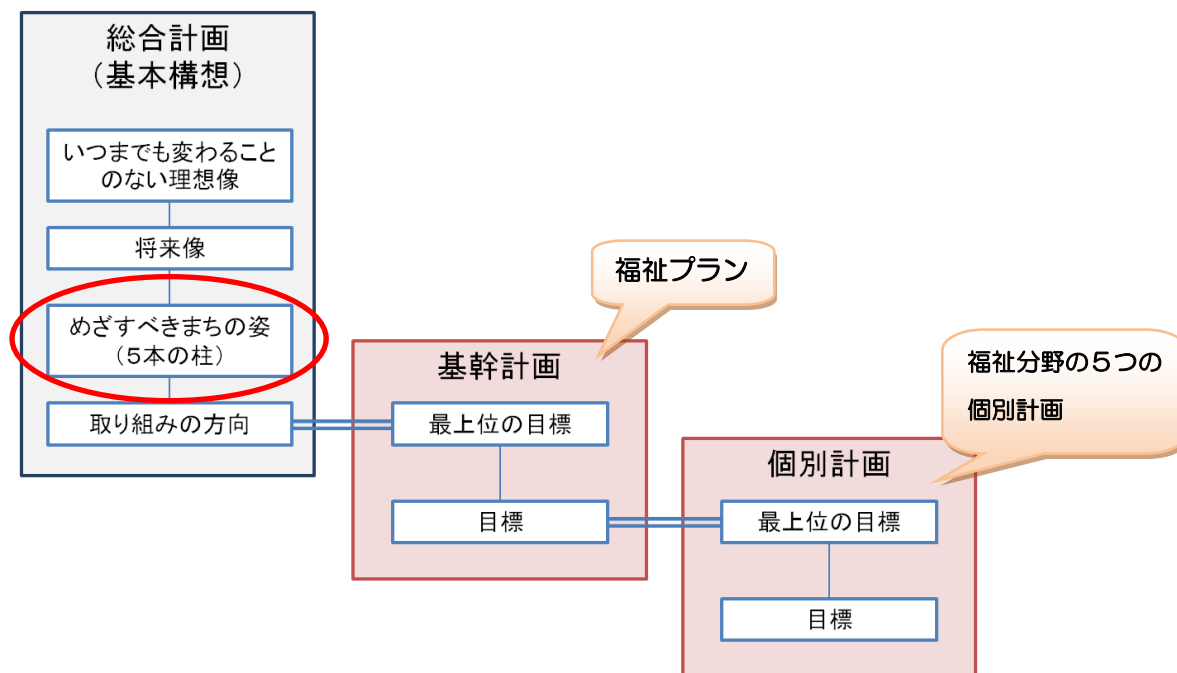 総合計画
（基本構想）
いつまでも変わること
のない理想像
将来像
めざすべきまちの姿
（５本の柱）
取り組みの方向
福祉プラン
基幹計画
最上位の目標
目標
福祉分野の５つの
個別計画
個別計画
最上位の目標
目標